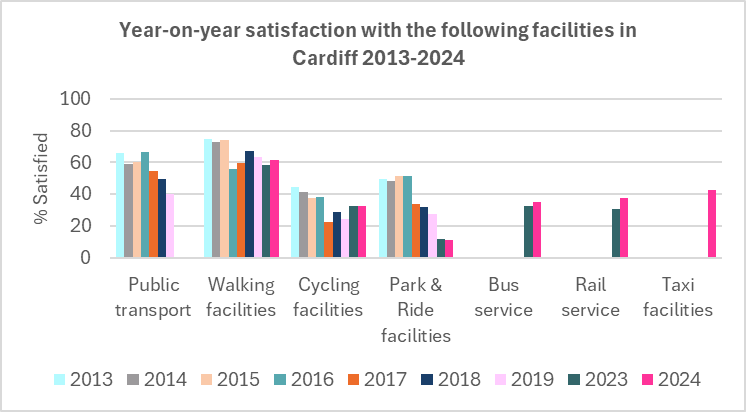 Year-on-year satisfaction with the following facilities in
Cardiff 2013-2024
% Satisfied
100
80
60
40
20
0
Public
transport
Walking
facilities
Cycling
facilities
Park &
Ride
facilities
Bus
service
Rail
service
Taxi
facilities
2013 2014 2015 2016 2017 2018 2019 2023 2024